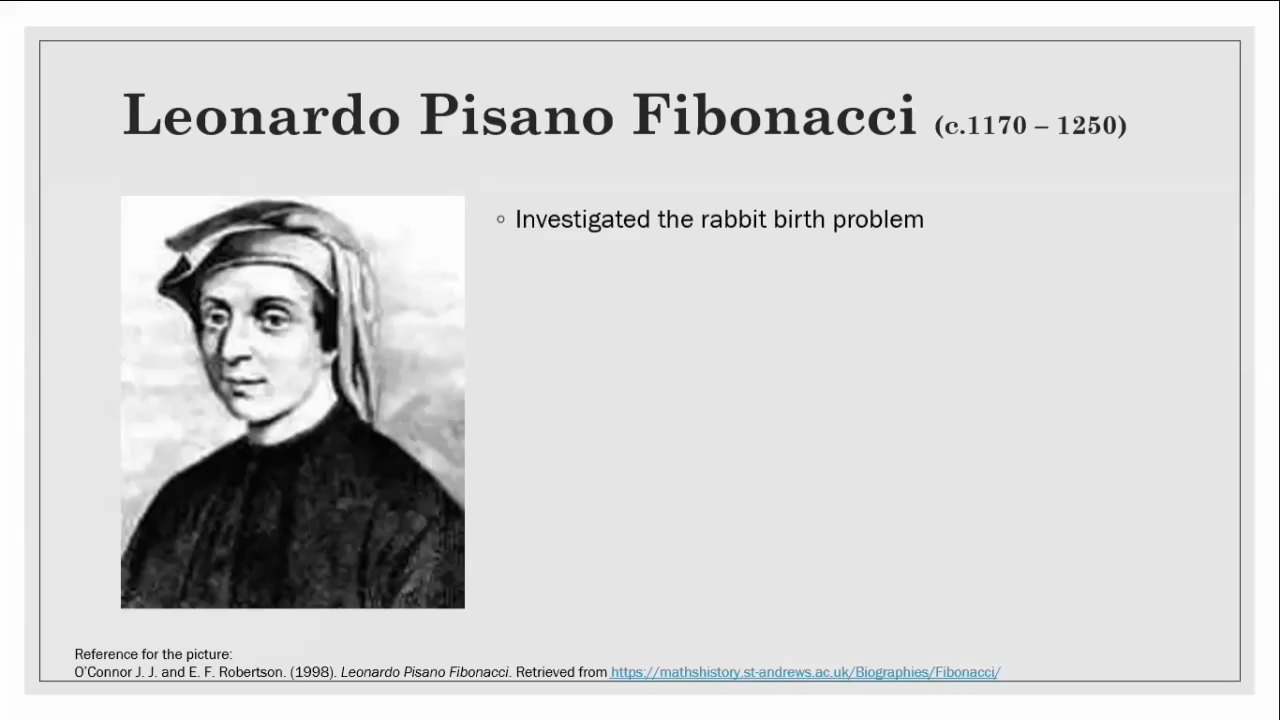 Leonardo Pisano Fibonacci (c.1170 – 1250)
◦ Investigated the rabbit birth problem
Reference for the picture:
O'Connor J. J. and E. F. Robertson. (1998). Leonardo Pisano Fibonacci. Retrieved from https://mathshistory.st-andrews.ac.uk/Biographies/Fibonacci/